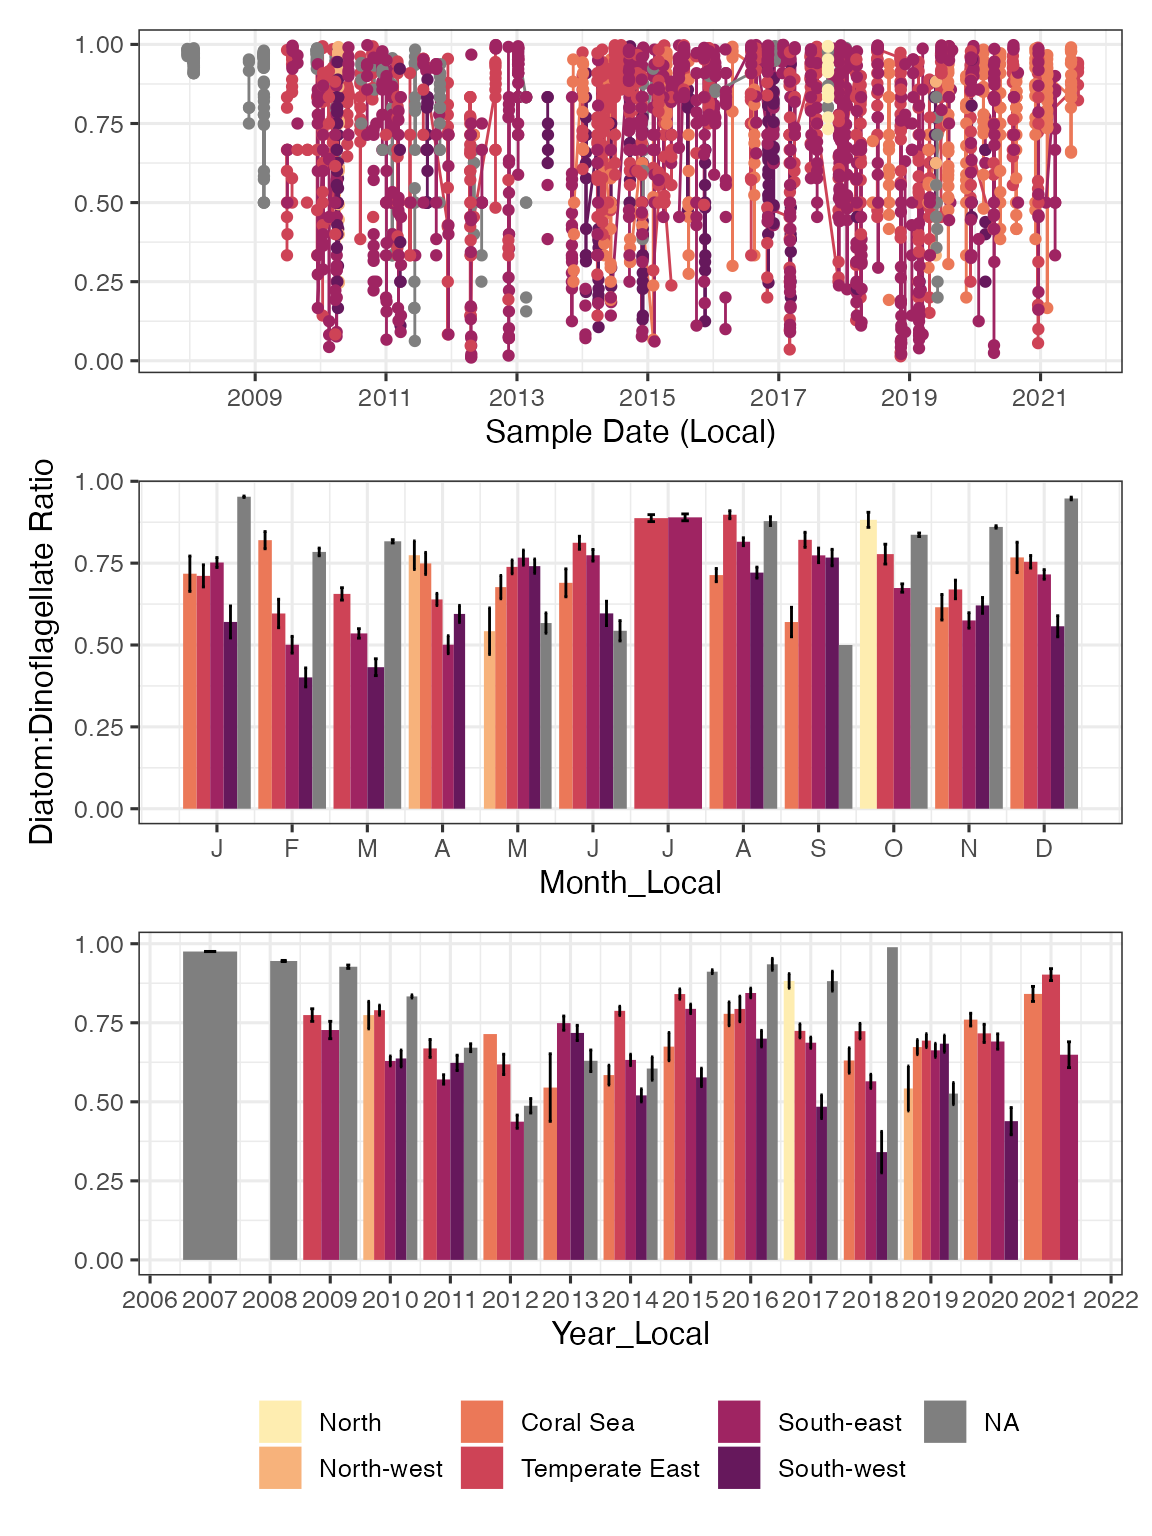 1.00
0.75
0.50
0.25
0.00
2009 2011 2013 2015 2017 2019 2021
Sample Date (Local)
Diatom:Dinoflagellate Ratio
1.00
0.75
0.50
0.25
0.00
J F M A M J J A S O N D
Month_Local
1.00
0.75
0.50
0.25
0.00
2006 2007 2008 2009 2010 2011 2012 2013 2014 2015 2016 2017 2018 2019 2020 2021 2022
Year_Local
North Coral Sea South-east NA
North-west Temperate East South-west